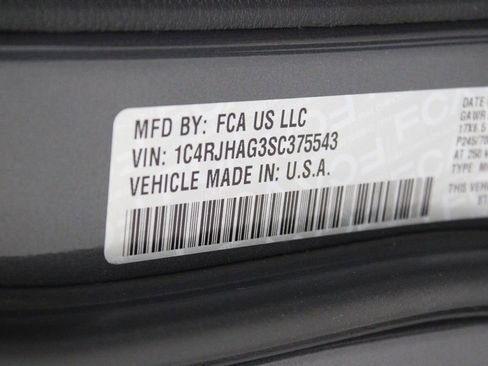 MFD BY: FCA US LLC
VIN: 1C4RJHAG3SC375543
VEHICLE MADE IN: U.S.A.
DATE
GAWR
17X6.5
P245/70
AT 250
TYPE:
THIS VEH